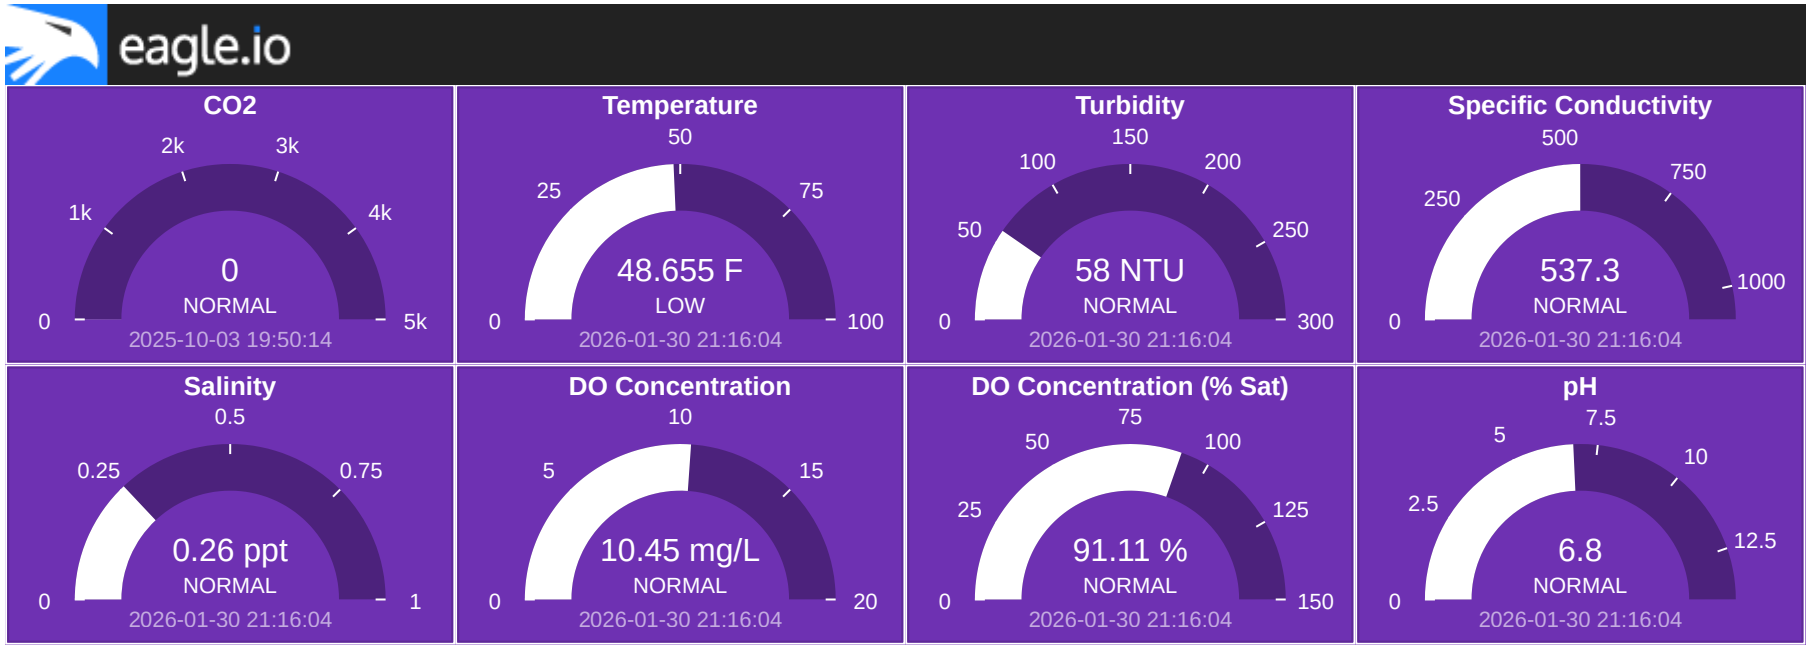 eagle.io
CO2
2k
3k
1k
4k
0
NORMAL
0
5k
2025-10-03 19:50:14
Temperature
50
25
75
48.655 F
LOW
0
100
2026-01-30 21:16:04
Turbidity
150
100
200
50
250
58 NTU
NORMAL
0
300
2026-01-30 21:16:04
Specific Conductivity
500
750
250
537.3
1000
NORMAL
0
2026-01-30 21:16:04
Salinity
0.5
0.25
0.75
0.26 ppt
NORMAL
0
1
2026-01-30 21:16:04
DO Concentration
10
5
15
10.45 mg/L
NORMAL
0
20
2026-01-30 21:16:04
DO Concentration (% Sat)
75
50
100
25
125
91.11 %
NORMAL
0
150
2026-01-30 21:16:04
pH
7.5
5
10
2.5
12.5
6.8
NORMAL
0
2026-01-30 21:16:04